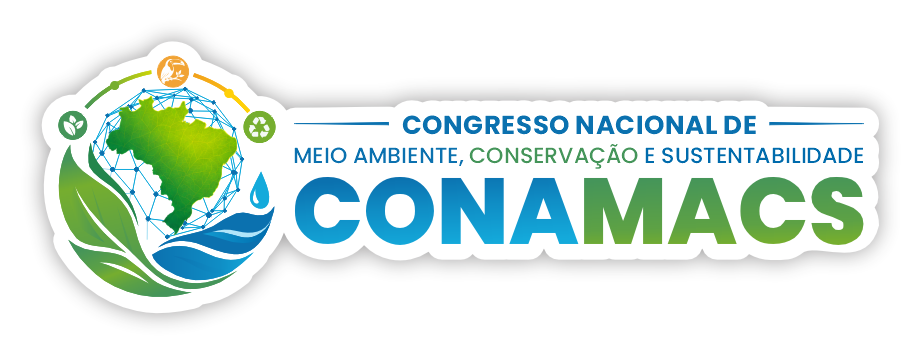 CONGRESSO NACIONAL DE
MEIO AMBIENTE, CONSERVAÇÃO E SUSTENTABILIDADE
CONAMACS